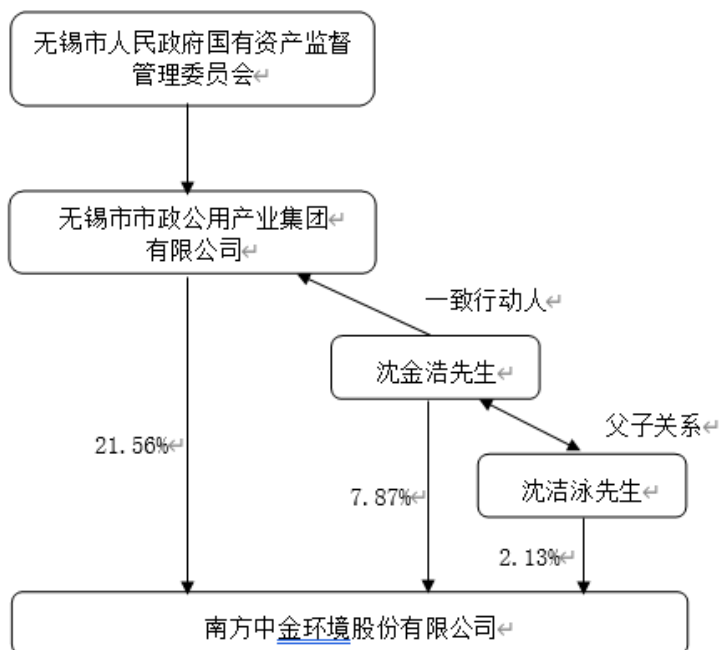 无锡市人民政府国有资产监督
管理委员会↵
无锡市市政公用产业集团↵
有限公司↵
一致行动人↵
沈金浩先生↵
父子关系↵
21.56%↵
7.87%↵
沈洁泳先生↵
2.13%↵
南方中金环境股份有限公司↵